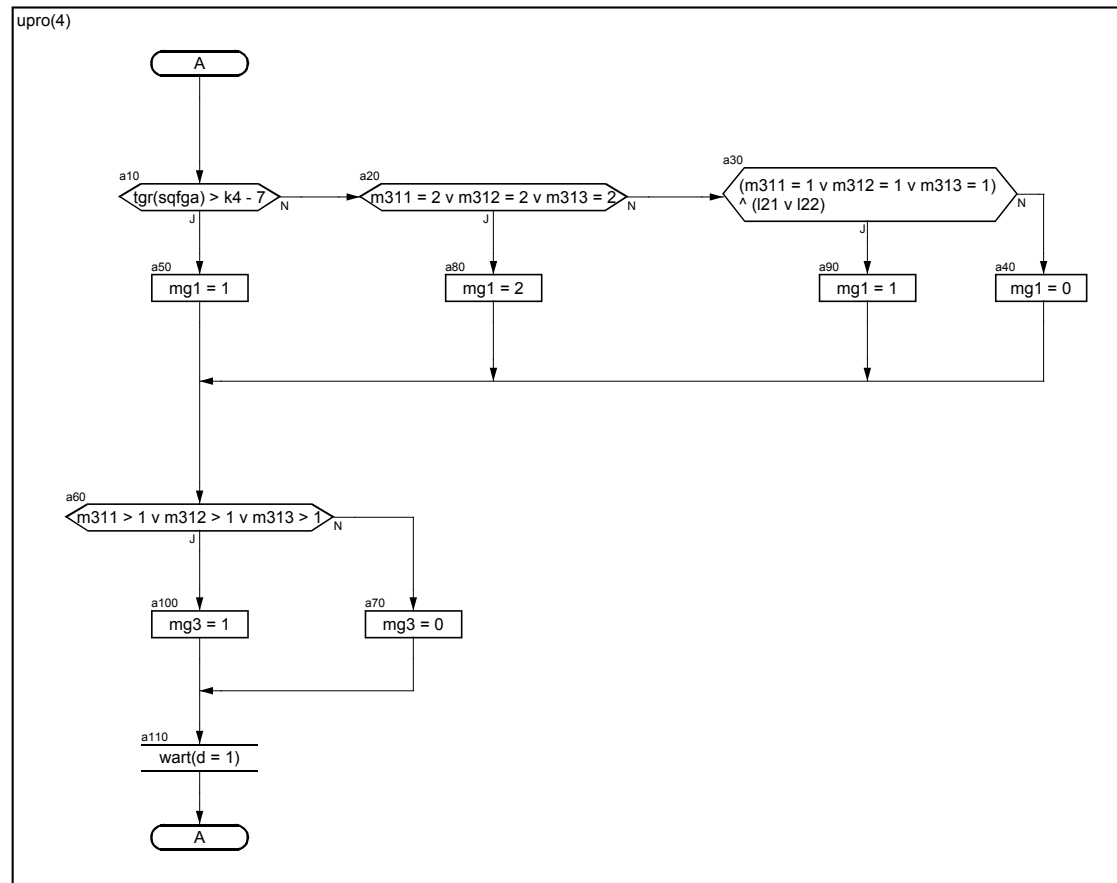 upro(4)
A
a10
tgr(sqfga) > k4 - 7
N
J
a20
m311 = 2 v m312 = 2 v m313 = 2
N
J
a30
(m311 = 1 v m312 = 1 v m313 = 1)
^ (l21 v l22)
N
J
a50
mg1 = 1
a80
mg1 = 2
a90
mg1 = 1
a40
mg1 = 0
a60
m311 > 1 v m312 > 1 v m313 > 1
N
J
a100
mg3 = 1
a70
mg3 = 0
a110
wart(d = 1)
A